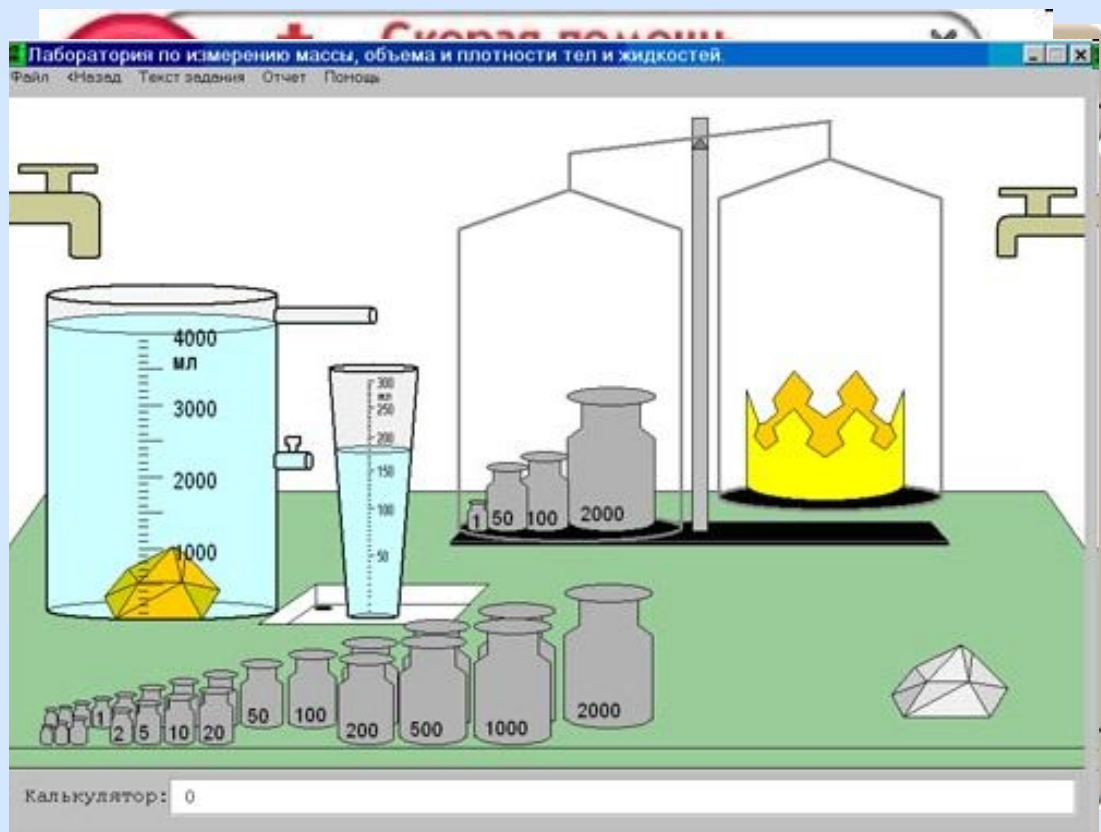 Скорая помощь
Лаборатория по измерению массы, объема и плотности тел и жидкостей.
Файл <Назад Текст задания Отчет Помощь
4000
мл
3000
2000
1000
300
мл
250
200
150
100
50
1 50 100 2000
1 2 5 10 20 50 100 200 500 1000 2000
Калькулятор: 0